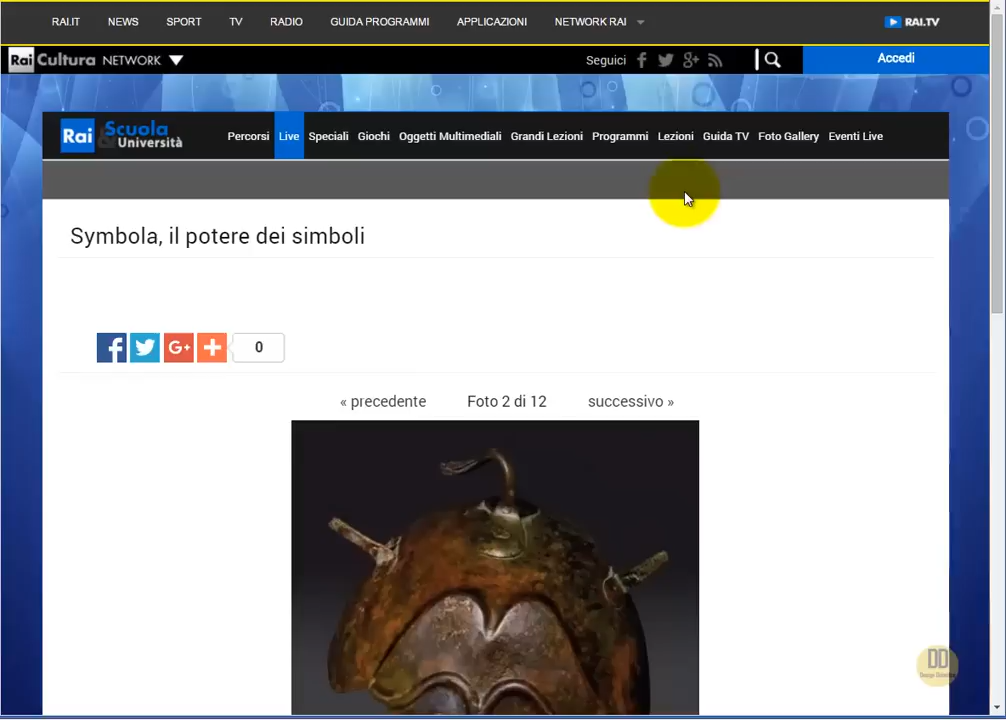 RAI.IT NEWS SPORT TV RADIO GUIDA PROGRAMMI APPLICAZIONI NETWORK RAI RAI.TV
Rai Cultura NETWORK Seguici Accedi
Rai Scuola & Università Percorsi Live Speciali Giochi Oggetti Multimediali Grandi Lezioni Programmi Lezioni Guida TV Foto Gallery Eventi Live
Symbola, il potere dei simboli
0
« precedente Foto 2 di 12 successivo »
DD